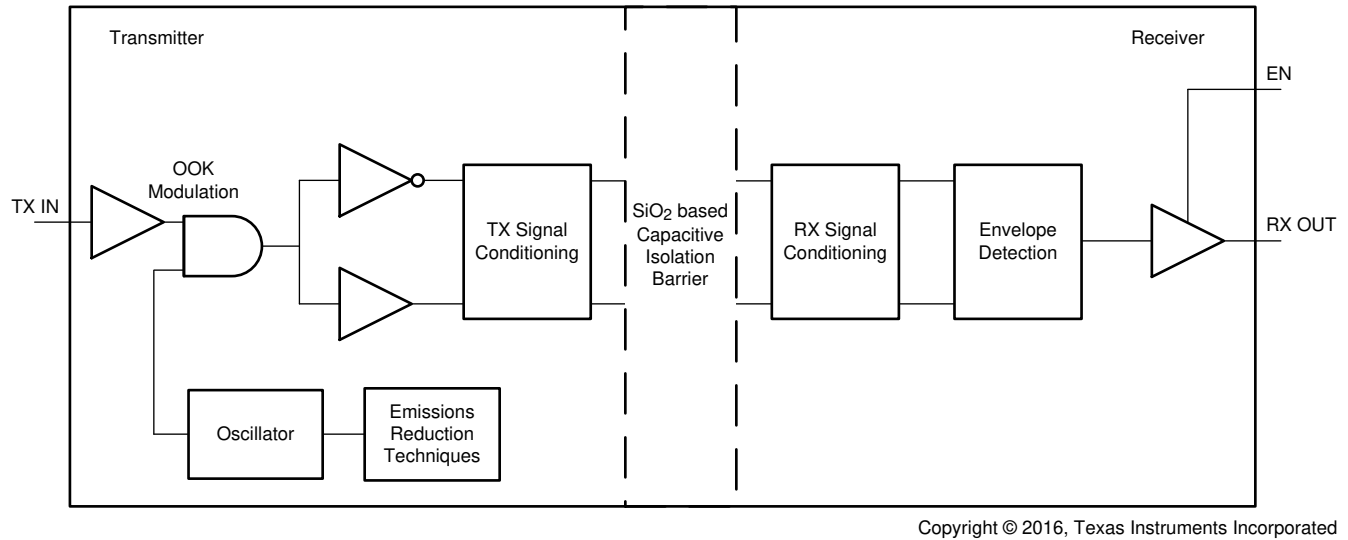 Transmitter
Receiver
EN
OOK
Modulation
TX IN
TX Signal
Conditioning
SiO2 based
Capacitive
Isolation
Barrier
RX Signal
Conditioning
Envelope
Detection
RX OUT
Oscillator
Emissions
Reduction
Techniques
Copyright © 2016, Texas Instruments Incorporated